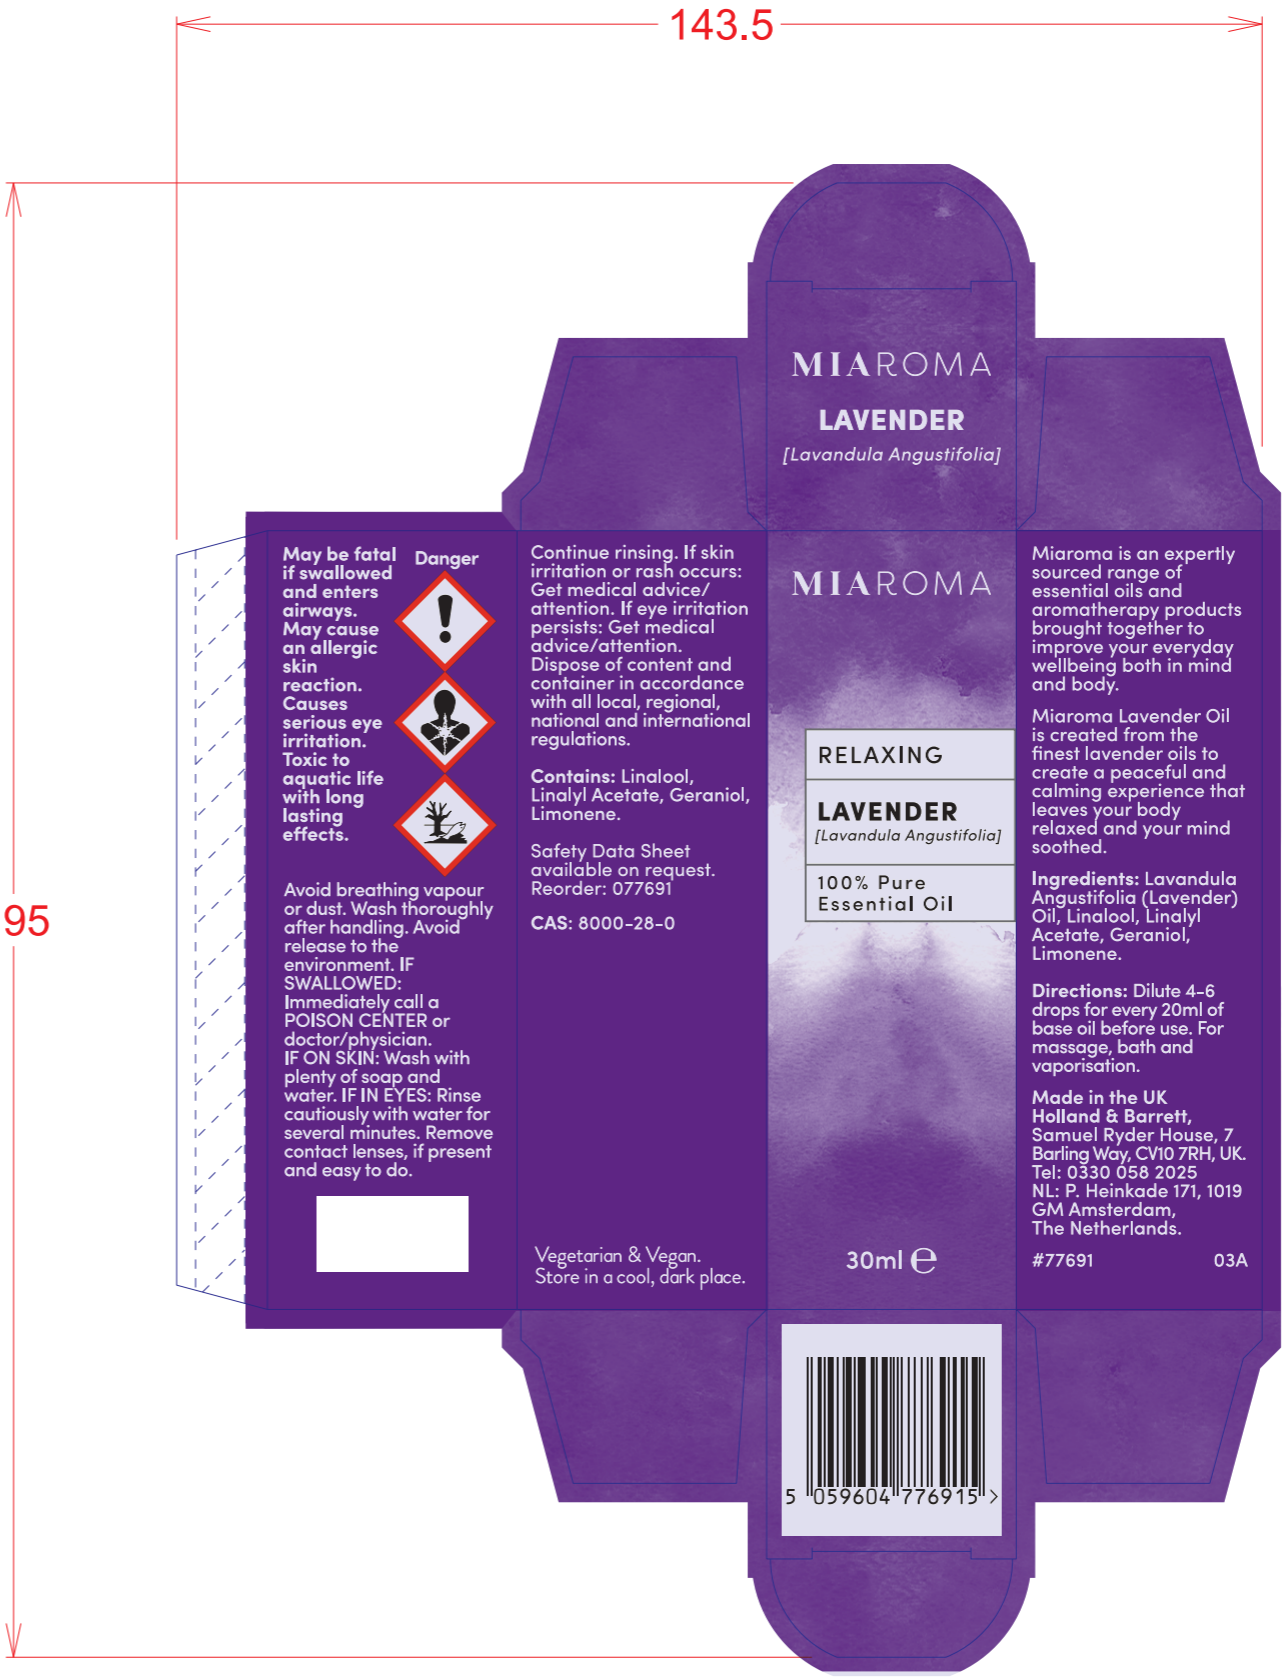 143.5
95
MIAROMA
LAVENDER
[Lavandula Angustifolia]
May be fatal
if swallowed
and enters
airways.
May cause
an allergic
skin
reaction.
Causes
serious eye
irritation.
Toxic to
aquatic life
with long
lasting
effects.
Danger
Avoid breathing vapour
or dust. Wash thoroughly
after handling. Avoid
release to the
environment. IF
SWALLOWED:
Immediately call a
POISON CENTER or
doctor/physician.
IF ON SKIN: Wash with
plenty of soap and
water. IF IN EYES: Rinse
cautiously with water for
several minutes. Remove
contact lenses, if present
and easy to do.
Continue rinsing. If skin
irritation or rash occurs:
Get medical advice/
attention. If eye irritation
persists: Get medical
advice/attention.
Dispose of content and
container in accordance
with all local, regional,
national and international
regulations.
Contains: Linalool,
Linalyl Acetate, Geraniol,
Limonene.
Safety Data Sheet
available on request.
Reorder: 077691
CAS: 8000-28-0
Vegetarian & Vegan.
Store in a cool, dark place.
MIAROMA
RELAXING
LAVENDER
[Lavandula Angustifolia]
100% Pure
Essential Oil
30ml ℮
Miaroma is an expertly
sourced range of
essential oils and
aromatherapy products
brought together to
improve your everyday
wellbeing both in mind
and body.
Miaroma Lavender Oil
is created from the
finest lavender oils to
create a peaceful and
calming experience that
leaves your body
relaxed and your mind
soothed.
Ingredients: Lavandula
Angustifolia (Lavender)
Oil, Linalool, Linalyl
Acetate, Geraniol,
Limonene.
Directions: Dilute 4-6
drops for every 20ml of
base oil before use. For
massage, bath and
vaporisation.
Made in the UK
Holland & Barrett,
Samuel Ryder House, 7
Barling Way, CV10 7RH, UK.
Tel: 0330 058 2025
NL: P. Heinkade 171, 1019
GM Amsterdam,
The Netherlands.
#77691 03A
5 059604 776915 >